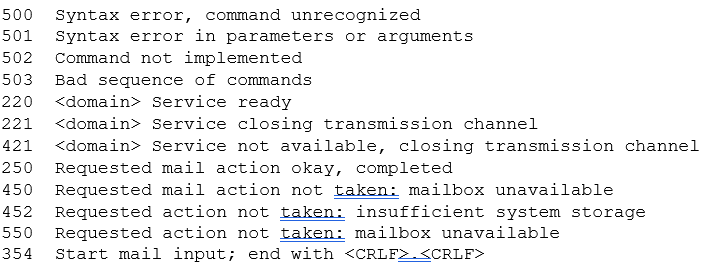 500 Syntax error, command unrecognized
501 Syntax error in parameters or arguments
502 Command not implemented
503 Bad sequence of commands
220 <domain> Service ready
221 <domain> Service closing transmission channel
421 <domain> Service not available, closing transmission channel
250 Requested mail action okay, completed
450 Requested mail action not taken: mailbox unavailable
452 Requested action not taken: insufficient system storage
550 Requested action not taken: mailbox unavailable
354 Start mail input; end with <CRLF>.<CRLF>